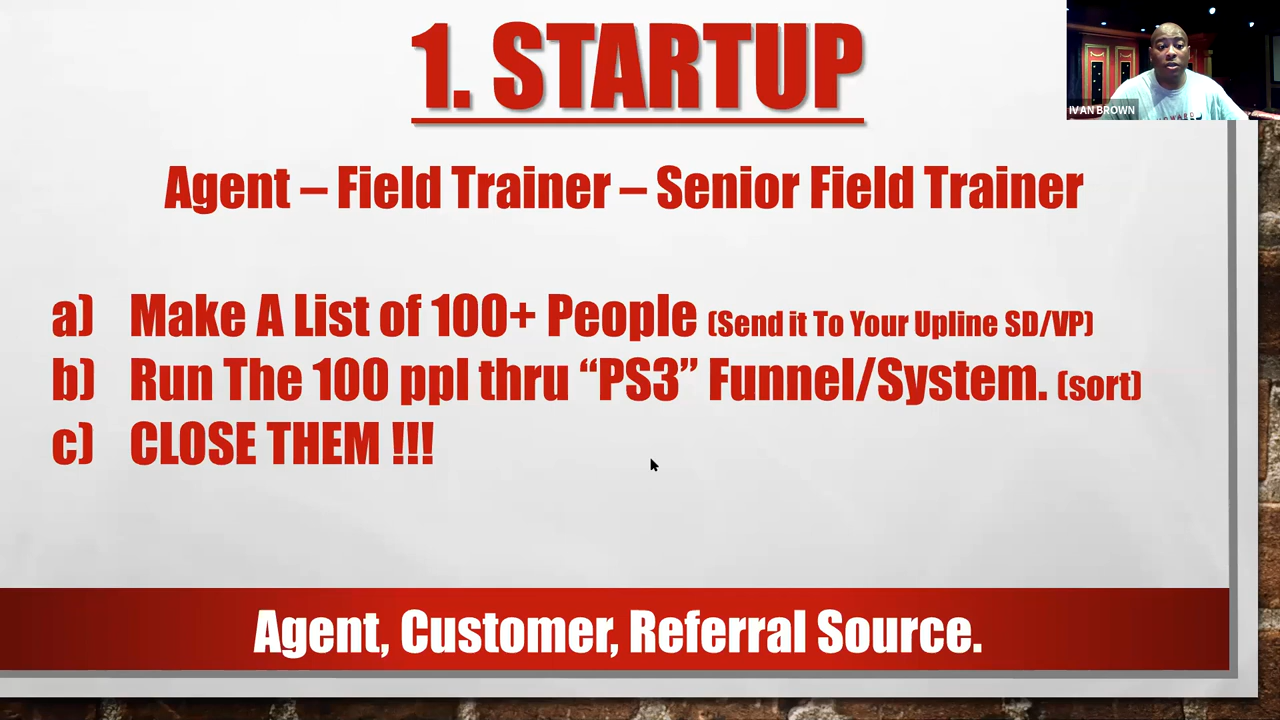 1. STARTUP
IVAN BROWN
Agent – Field Trainer – Senior Field Trainer
a) Make A List of 100+ People (Send it To Your Upline SD/VP)
b) Run The 100 ppl thru “PS3” Funnel/System. (sort)
c) CLOSE THEM !!!
Agent, Customer, Referral Source.